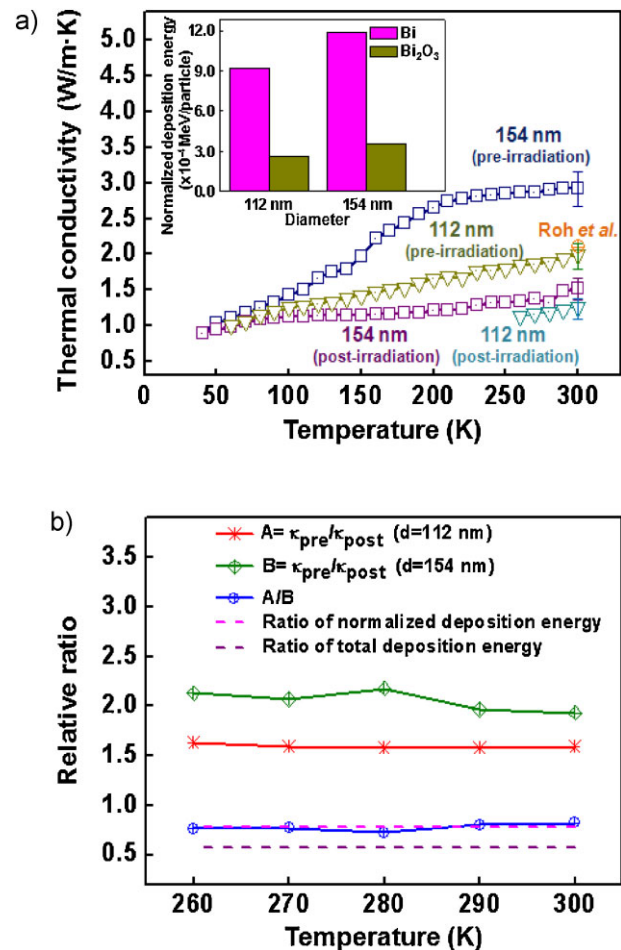 a)
Thermal conductivity (W/m·K)
5.0
4.5
4.0
3.5
3.0
2.5
2.0
1.5
1.0
0.5
Normalized deposition energy
(x10⁻⁴ MeV/particle)
12.0
9.0
6.0
3.0
0.0
Bi
Bi₂O₃
112 nm
154 nm
Diameter
154 nm
(pre-irradiation)
112 nm
(pre-irradiation)
Roh et al.
154 nm
(post-irradiation)
112 nm
(post-irradiation)
0 50 100 150 200 250 300
Temperature (K)
b)
Relative ratio
3.5
3.0
2.5
2.0
1.5
1.0
0.5
A= κpre/κpost (d=112 nm)
B= κpre/κpost (d=154 nm)
A/B
Ratio of normalized deposition energy
Ratio of total deposition energy
260 270 280 290 300
Temperature (K)